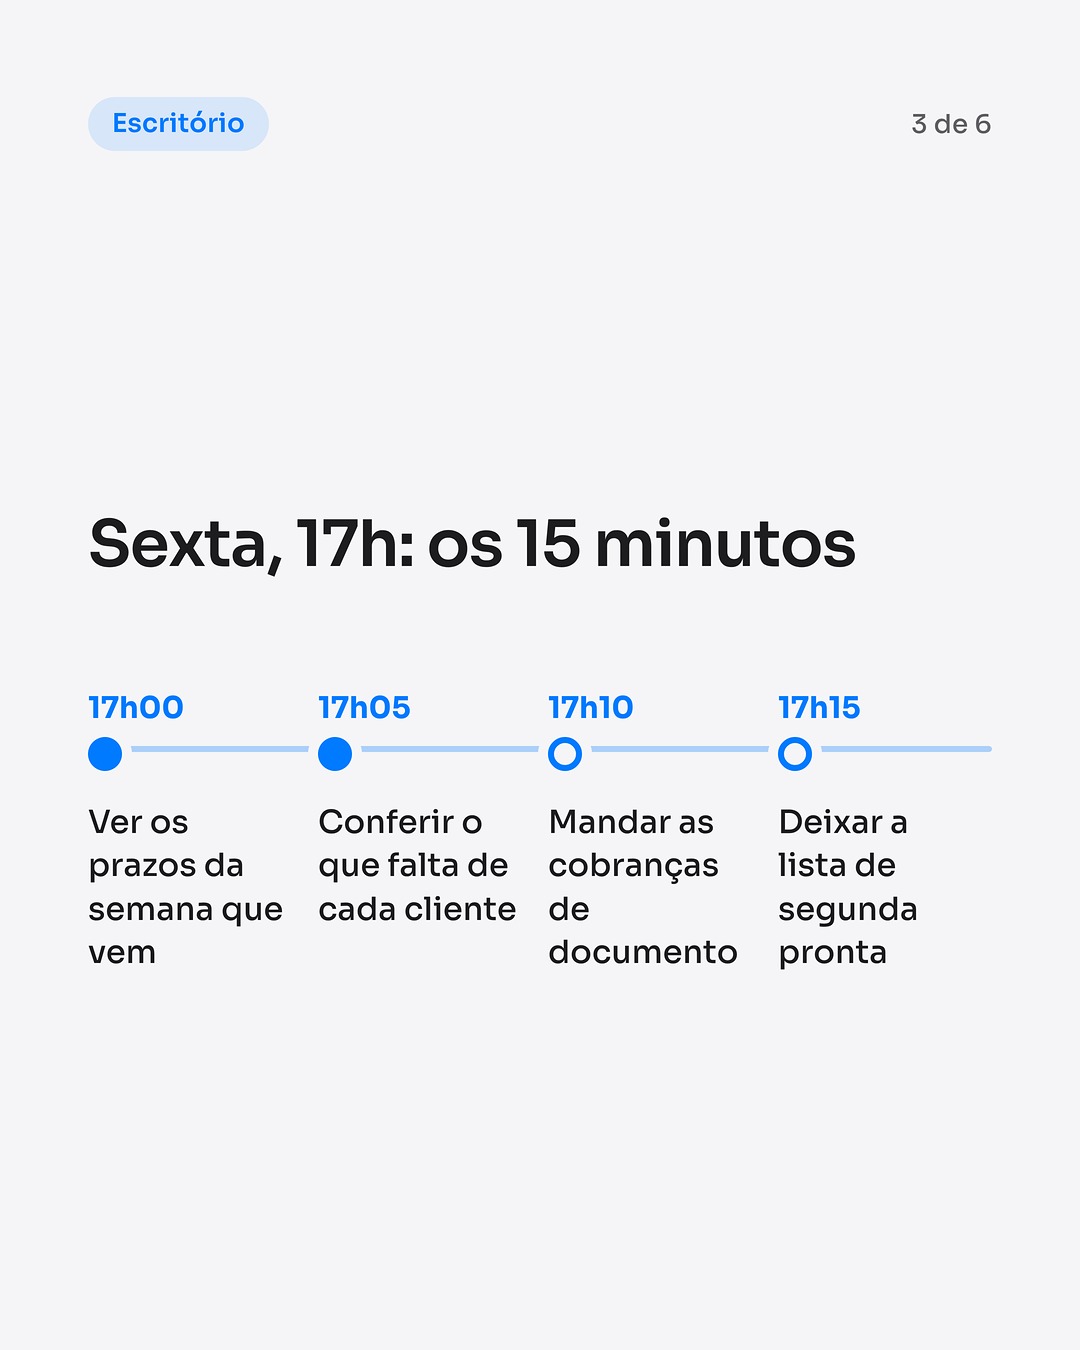 Escritório
3 de 6
Sexta, 17h: os 15 minutos
17h00
Ver os
prazos da
semana que
vem
17h05
Conferir o
que falta de
cada cliente
17h10
Mandar as
cobranças
de
documento
17h15
Deixar a
lista de
segunda
pronta